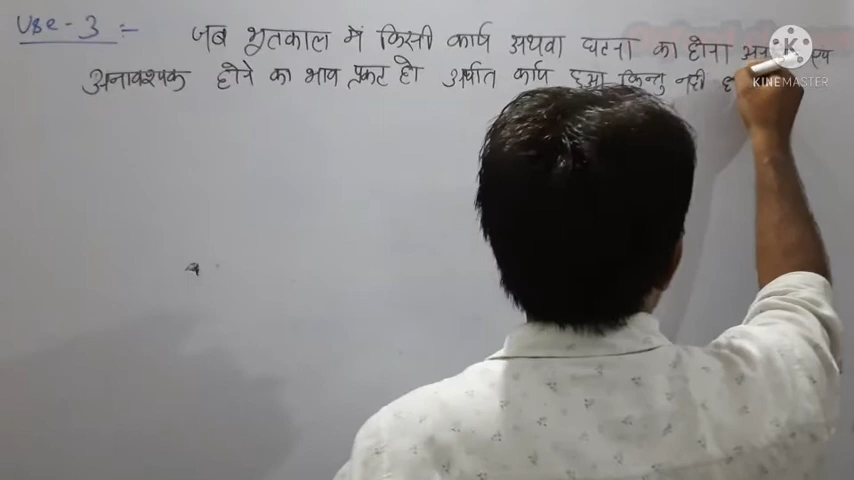 Use - 3 :-
जब भूतकाल में किसी कार्य अथवा घटना का होना
अनावश्यक होने का भाव प्रकट हो अर्थात कार्य हुआ किन्तु नही
KINEMASTER